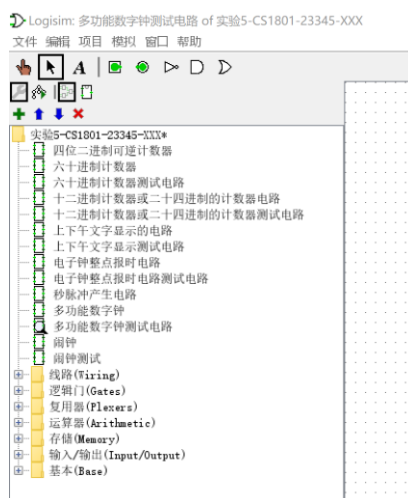 Logisim: 多功能数字钟测试电路 of 实验5-CS1801-23345-XXX
文件 编辑 项目 模拟 窗口 帮助
A
实验5-CS1801-23345-XXX*
四位二进制可逆计数器
六十进制计数器
六十进制计数器测试电路
十二进制计数器或二十四进制的计数器电路
十二进制计数器或二十四进制的计数器测试电路
上下午文字显示的电路
上下午文字显示测试电路
电子钟整点报时电路
电子钟整点报时电路测试电路
秒脉冲产生电路
多功能数字钟
多功能数字钟测试电路
闹钟
闹钟测试
线路(Wiring)
逻辑门(Gates)
复用器(Plexers)
运算器(Arithmetic)
存储(Memory)
输入/输出(Input/Output)
基本(Base)